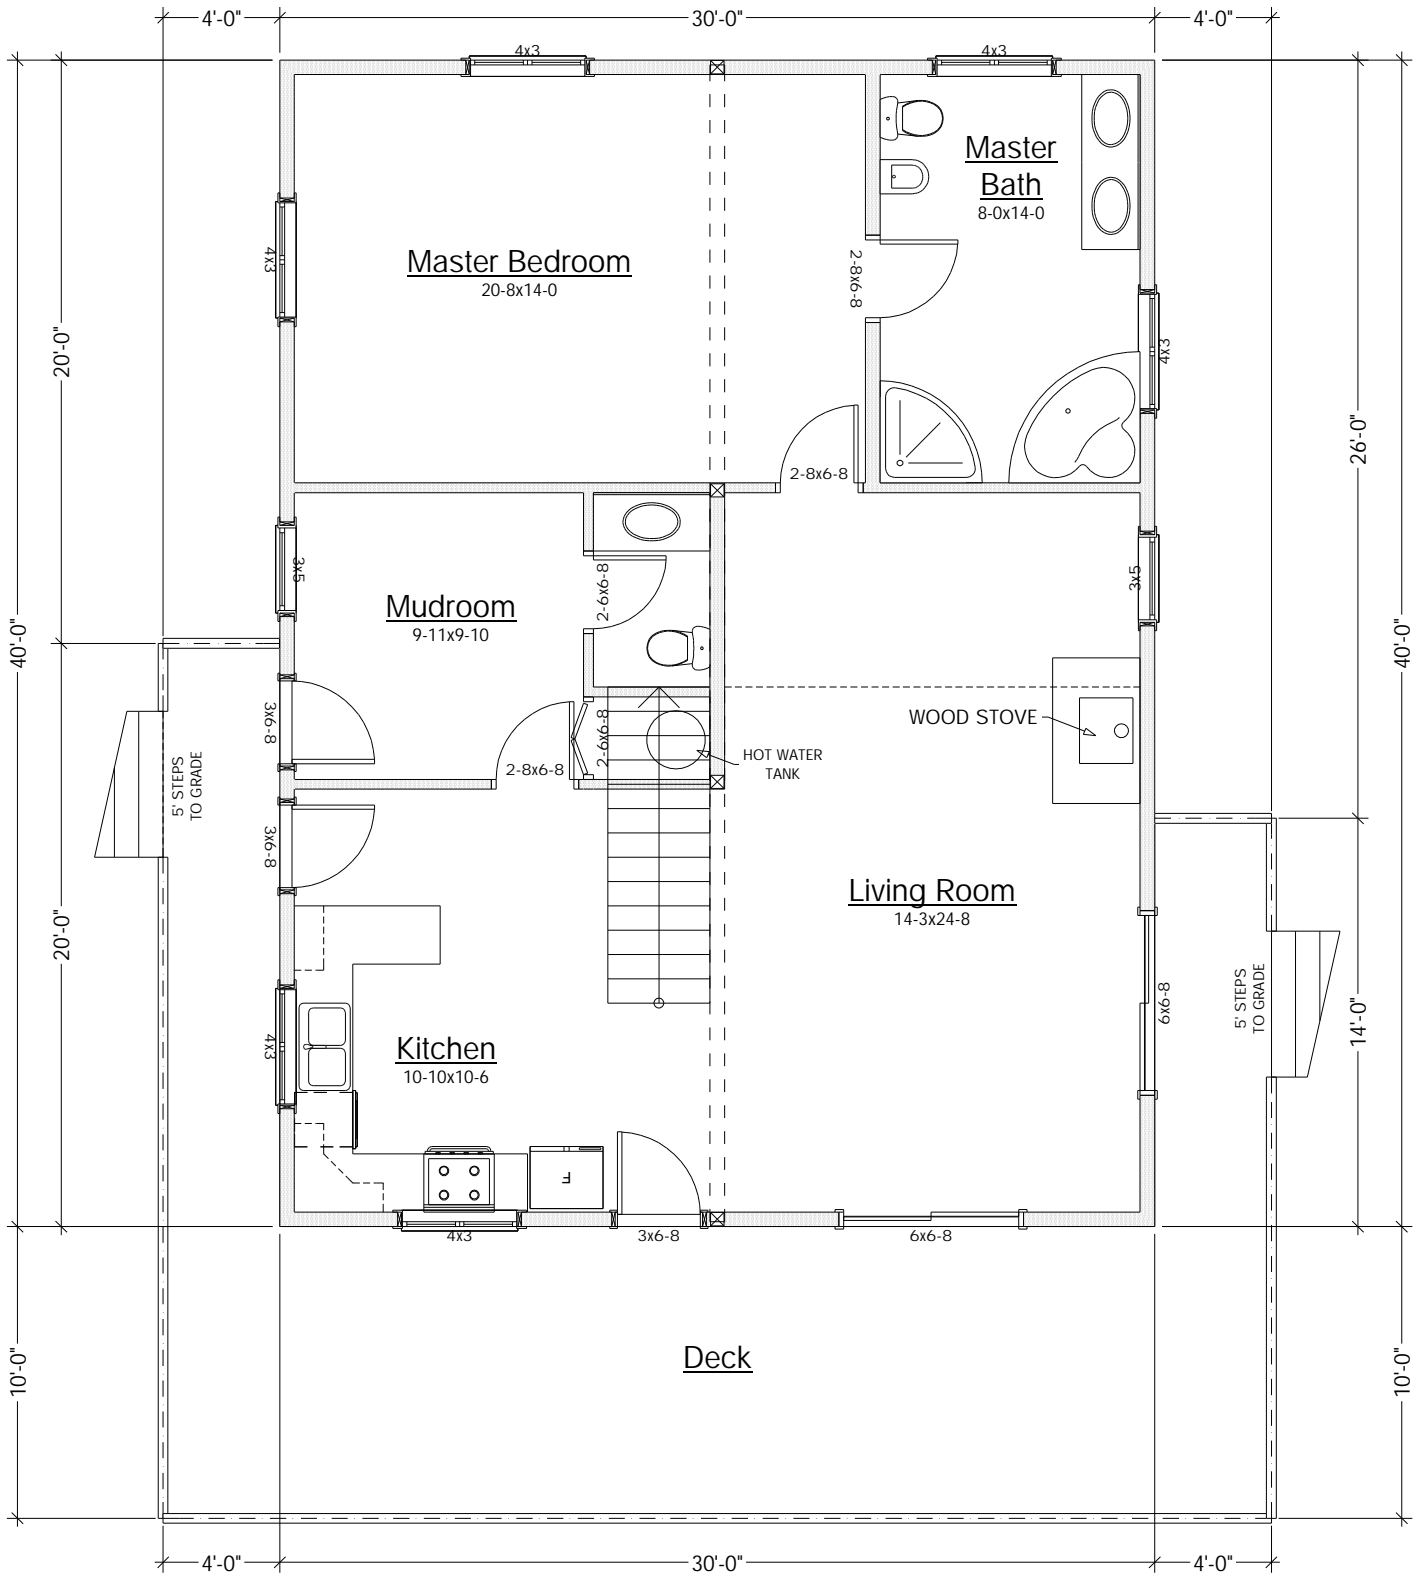 4'-0"
30'-0"
4'-0"
4x3
4x3
Master
Bath
8-0x14-0
Master Bedroom
20-8x14-0
4x3
2-8x6-8
20'-0"
4x3
26'-0"
2-8x6-8
3x5
3x5
2-6x6-8
Mudroom
9-11x9-10
40'-0"
40'-0"
3x6-8
2-6x6-8
WOOD STOVE
HOT WATER
TANK
2-8x6-8
5' STEPS
TO GRADE
3x6-8
Living Room
14-3x24-8
20'-0"
6x6-8
5' STEPS
TO GRADE
14'-0"
4x3
Kitchen
10-10x10-6
F
4x3
3x6-8
6x6-8
Deck
10'-0"
10'-0"
4'-0"
30'-0"
4'-0"